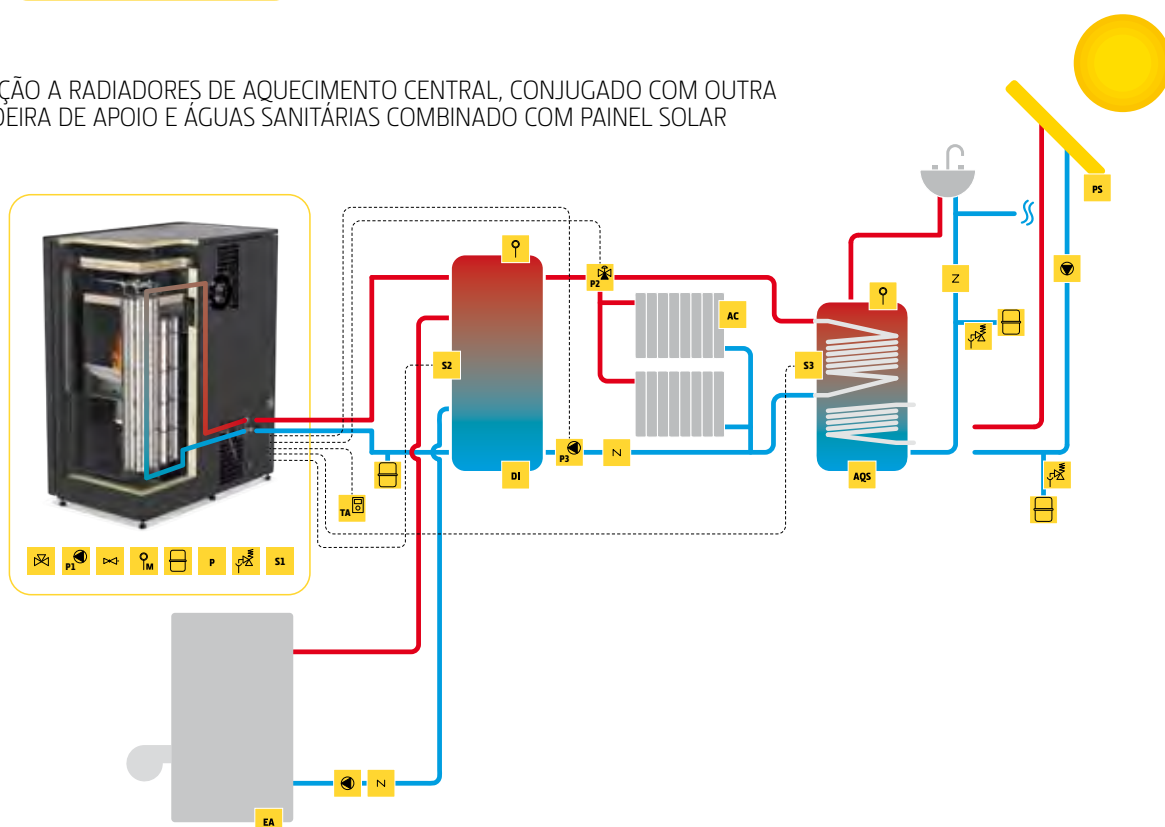 ÇÃO A RADIADORES DE AQUECIMENTO CENTRAL, CONJUGADO COM OUTRA
DEIRA DE APOIO E ÁGUAS SANITÁRIAS COMBINADO COM PAINEL SOLAR
PS
P2
AC
S2
S3
P3
Z
Z
DI
AQS
TA
P1
M
P
S1
Z
EA